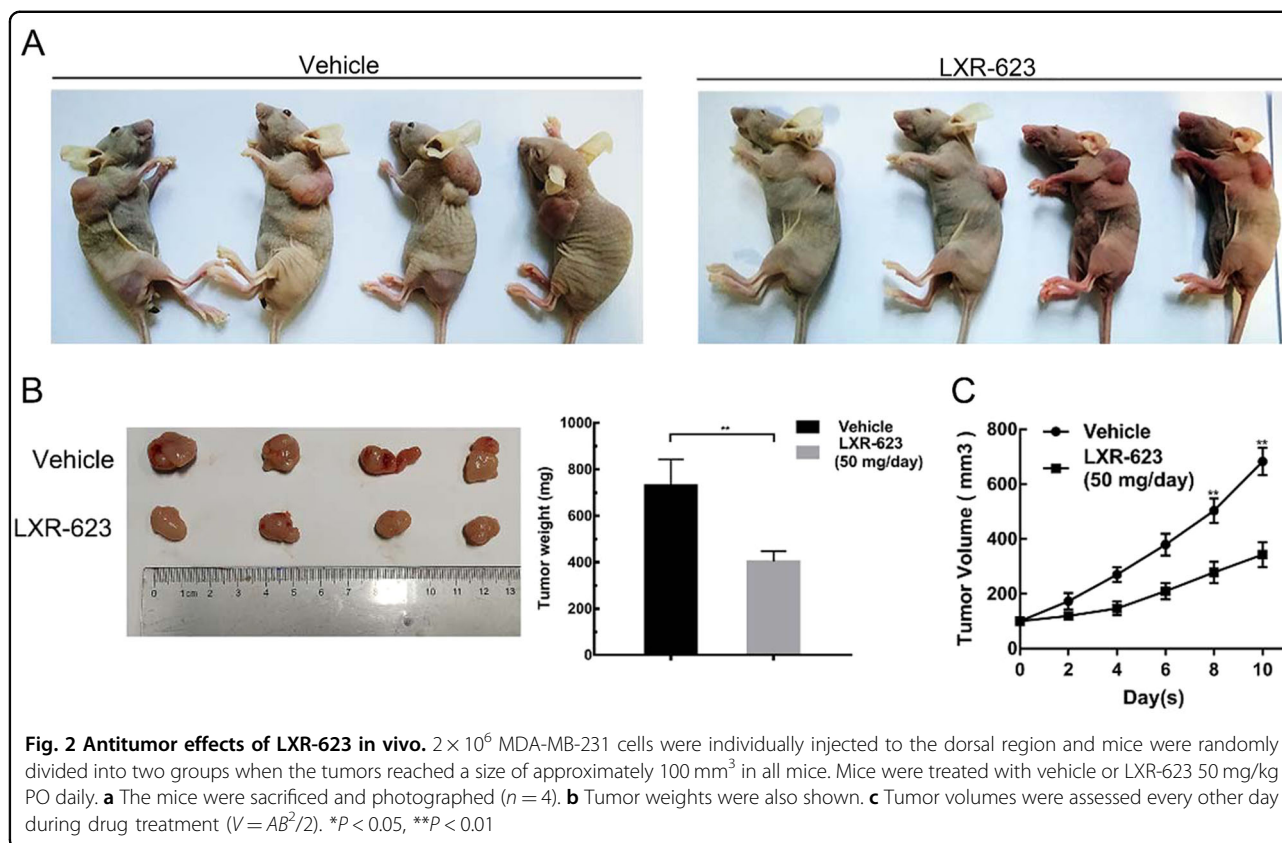 A
Vehicle
LXR-623
B
Vehicle
LXR-623
0 1cm 2 3 4 5 6 7 8 9 10 11 12 13
1000
800
600
400
200
0
Tumor weight (mg)
**
Vehicle
LXR-623
(50 mg/day)
C
800
600
400
200
0
Tumor Volume ( mm3 )
Vehicle
LXR-623
(50 mg/day)
**
**
0 2 4 6 8 10
Day(s)
Fig. 2 Antitumor effects of LXR-623 in vivo. 2 × 10⁶ MDA-MB-231 cells were individually injected to the dorsal region and mice were randomly
divided into two groups when the tumors reached a size of approximately 100 mm³ in all mice. Mice were treated with vehicle or LXR-623 50 mg/kg
PO daily. a The mice were sacrificed and photographed (n = 4). b Tumor weights were also shown. c Tumor volumes were assessed every other day
during drug treatment (V = AB²/2). *P < 0.05, **P < 0.01